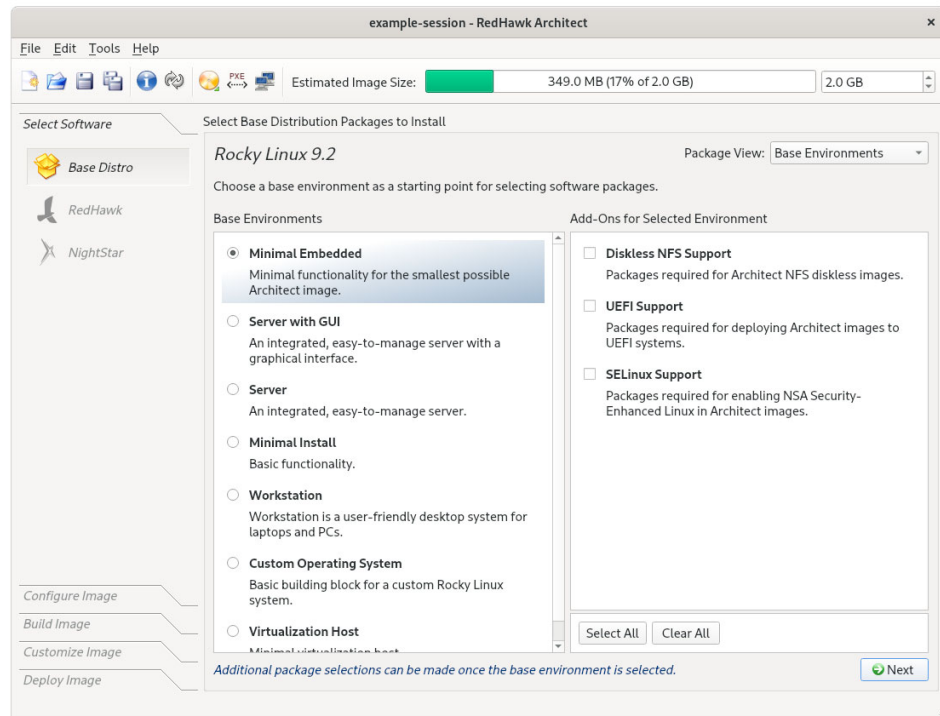 example-session - RedHawk Architect ×
File Edit Tools Help
PXE Estimated Image Size: 349.0 MB (17% of 2.0 GB) 2.0 GB
Select Software
Base Distro
RedHawk
NightStar
Configure Image
Build Image
Customize Image
Deploy Image
Select Base Distribution Packages to Install
Rocky Linux 9.2
Package View: Base Environments
Choose a base environment as a starting point for selecting software packages.
Base Environments
Minimal Embedded
Minimal functionality for the smallest possible
Architect image.
Server with GUI
An integrated, easy-to-manage server with a
graphical interface.
Server
An integrated, easy-to-manage server.
Minimal Install
Basic functionality.
Workstation
Workstation is a user-friendly desktop system for
laptops and PCs.
Custom Operating System
Basic building block for a custom Rocky Linux
system.
Virtualization Host
Minimal virtualization host.
Add-Ons for Selected Environment
Diskless NFS Support
Packages required for Architect NFS diskless images.
UEFI Support
Packages required for deploying Architect images to
UEFI systems.
SELinux Support
Packages required for enabling NSA Security-
Enhanced Linux in Architect images.
Select All Clear All
Additional package selections can be made once the base environment is selected.
Next